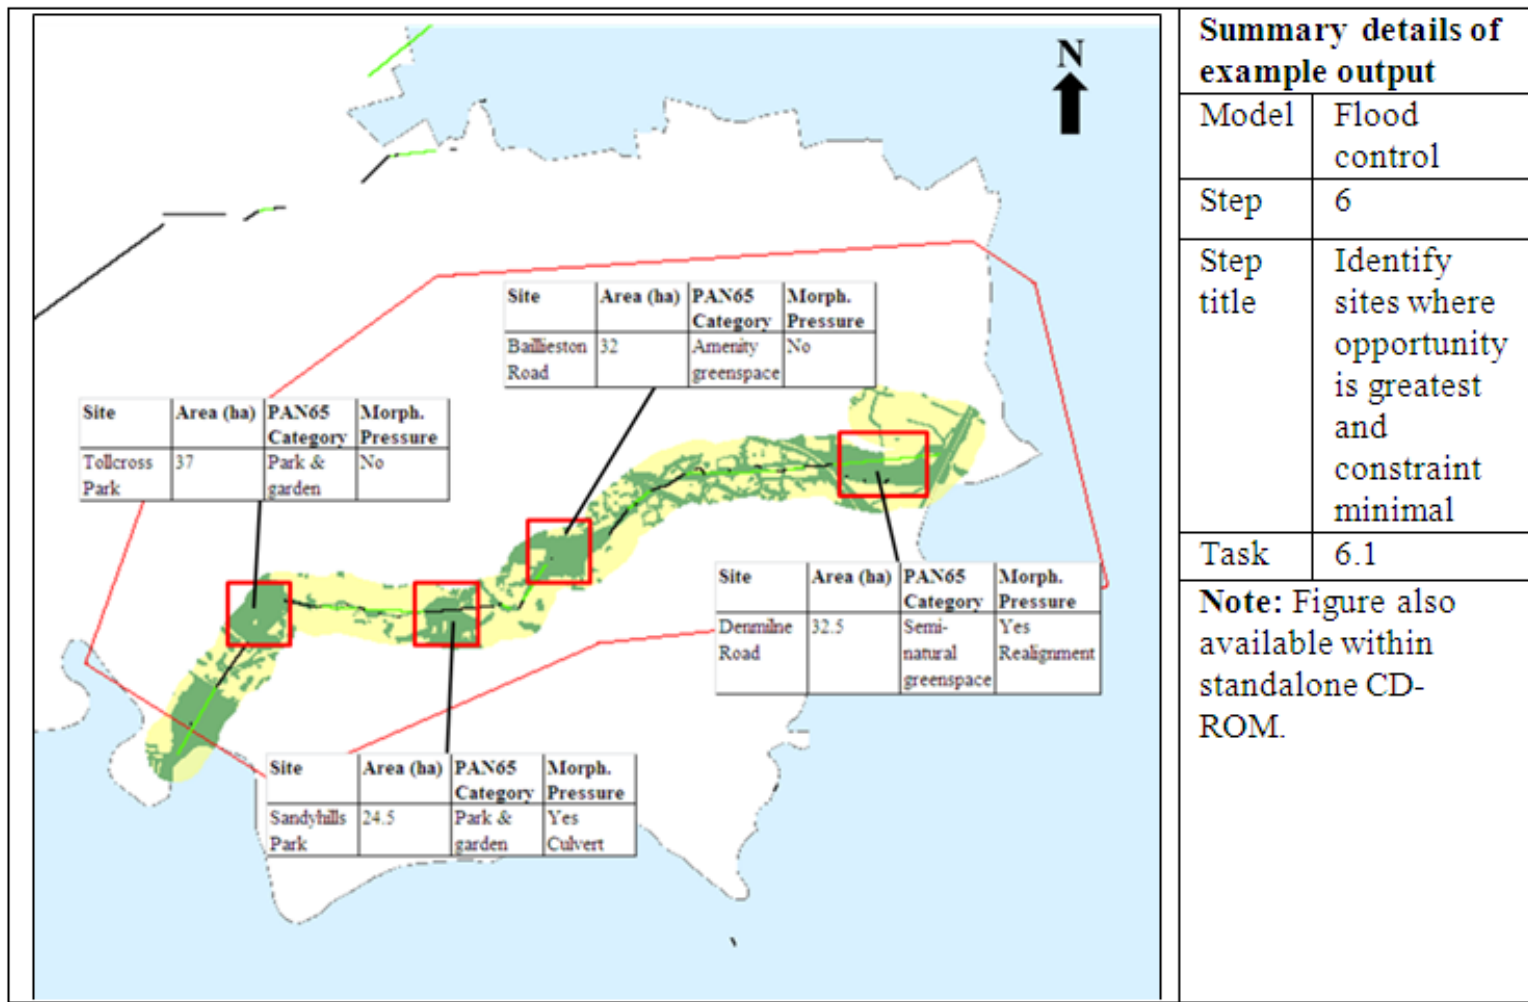 N
Site Area (ha) PAN65 Morph.
Category Pressure
Baillieston 32 Amenity No
Road greenspace
Site Area (ha) PAN65 Morph.
Category Pressure
Tollcross 37 Park & No
Park garden
Site Area (ha) PAN65 Morph.
Category Pressure
Denmilne 32.5 Semi- Yes
Road natural Realignment
greenspace
Site Area (ha) PAN65 Morph.
Category Pressure
Sandyhills 24.5 Park & Yes
Park garden Culvert
Summary details of
example output
Model Flood
control
Step 6
Step Identify
title sites where
opportunity
is greatest
and
constraint
minimal
Task 6.1
Note: Figure also
available within
standalone CD-
ROM.